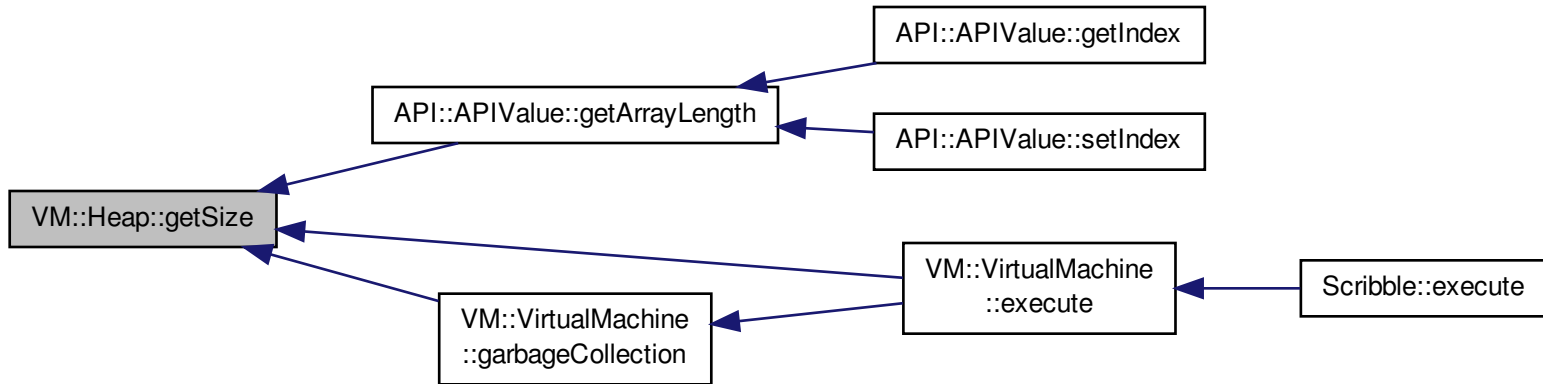 API::APIValue::getIndex
API::APIValue::getArrayLength
API::APIValue::setIndex
VM::Heap::getSize
VM::VirtualMachine
::execute
Scribble::execute
VM::VirtualMachine
::garbageCollection